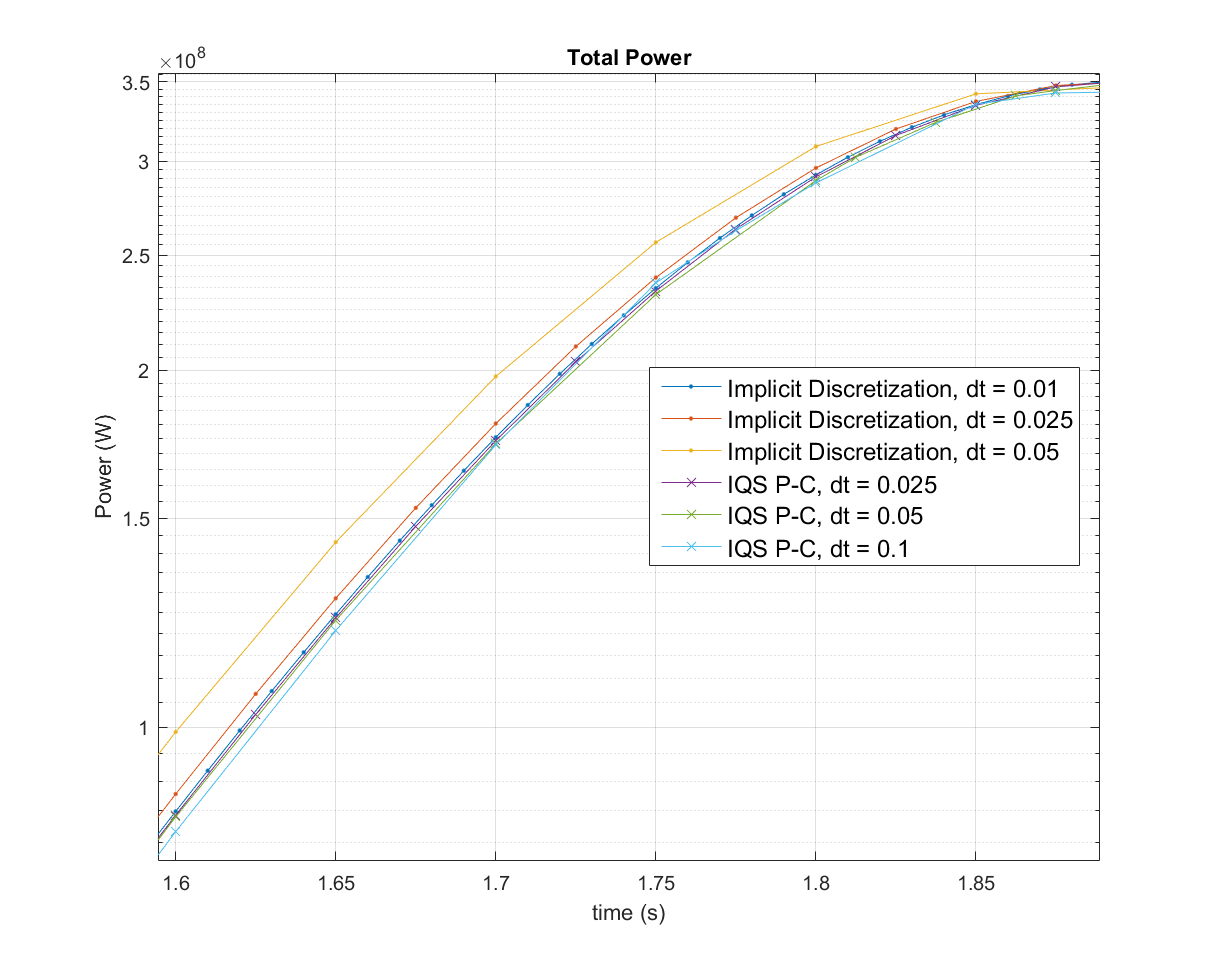 Total Power
×10⁸
3.5
3
2.5
2
1.5
1
Power (W)
Implicit Discretization, dt = 0.01
Implicit Discretization, dt = 0.025
Implicit Discretization, dt = 0.05
IQS P-C, dt = 0.025
IQS P-C, dt = 0.05
IQS P-C, dt = 0.1
1.6 1.65 1.7 1.75 1.8 1.85
time (s)